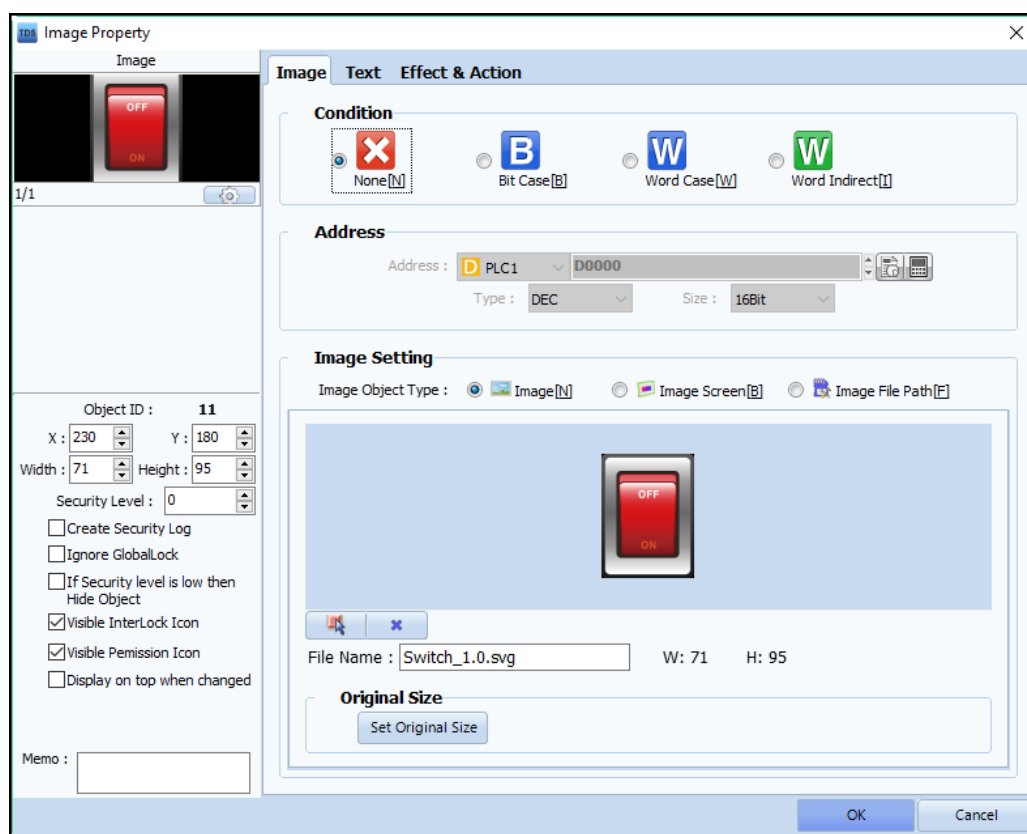 TDS Image Property
Image
OFF
ON
1/1
Object ID : 11
X : 230 Y : 180
Width : 71 Height : 95
Security Level : 0
Create Security Log
Ignore GlobalLock
If Security level is low then
Hide Object
Visible InterLock Icon
Visible Pemission Icon
Display on top when changed
Memo :
Image Text Effect & Action
Condition
None[N] B Bit Case[B] W Word Case[W] W Word Indirect[I]
Address
Address : D PLC1 D0000
Type : DEC Size : 16Bit
Image Setting
Image Object Type : Image[N] Image Screen[B] Image File Path[F]
OFF
ON
File Name : Switch_1.0.svg W: 71 H: 95
Original Size
Set Original Size
OK Cancel